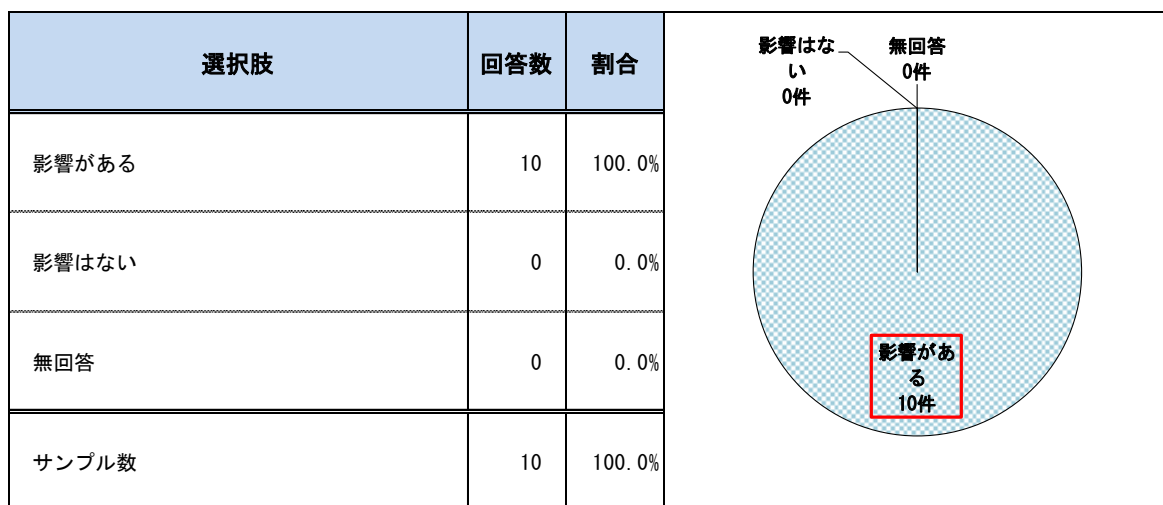 選択肢 回答数 割合
影響がある 10 100.0%
影響はない 0 0.0%
無回答 0 0.0%
サンプル数 10 100.0%
影響はな
い
0件
無回答
0件
影響があ
る
10件